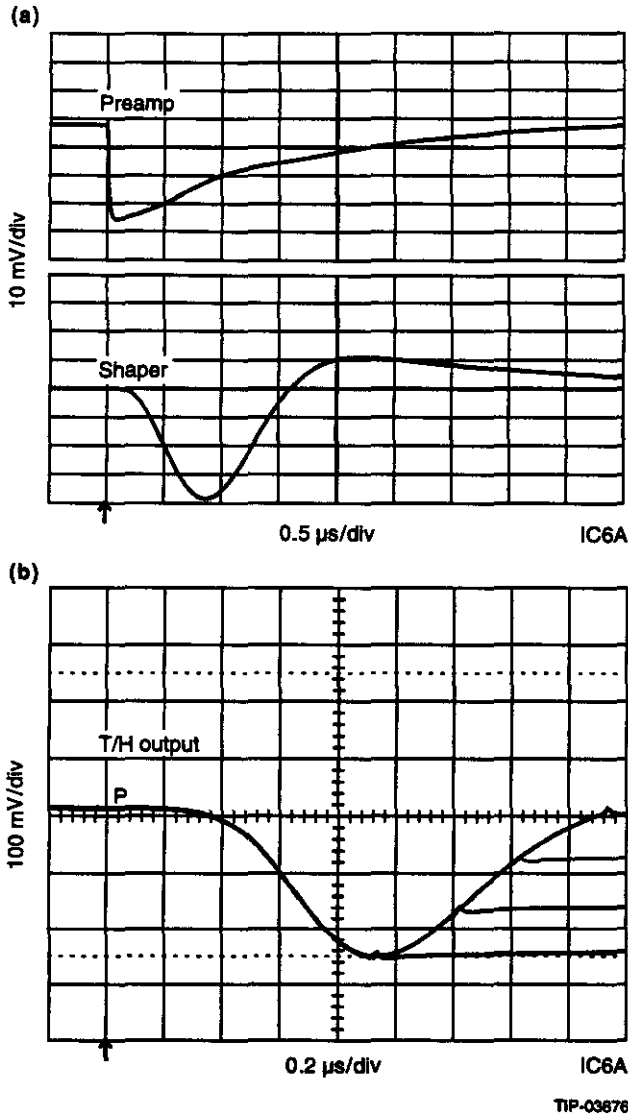 (a)
Preamp
10 mV/div
Shaper
0.5 µs/div
IC6A
(b)
T/H output
P
100 mV/div
0.2 µs/div
IC6A
TIP-03676